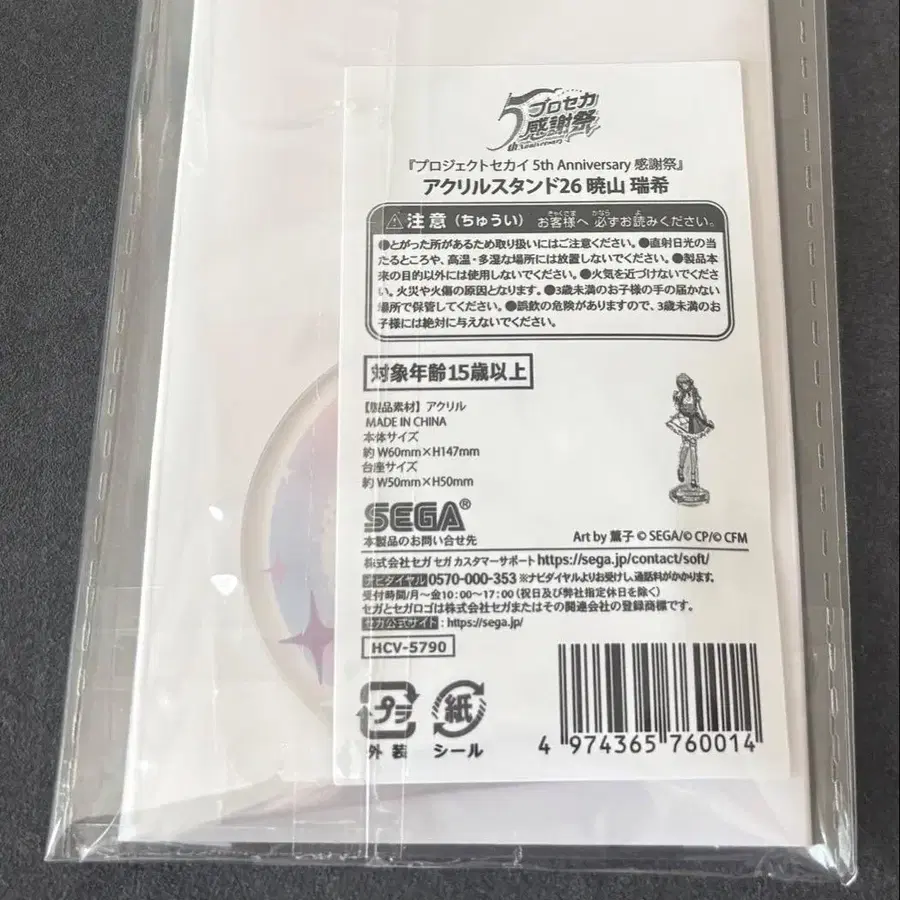 5
プロセカ
感謝祭
th Anniversary
『プロジェクトセカイ 5th Anniversary 感謝祭』
アクリルスタンド26 暁山 瑞希
⚠注意(ちゅうい) お客様へ 必ずお読みください。
●とがった所があるため取り扱いにはご注意ください。●直射日光の当
たるところや、高温・多湿な場所には放置しないでください。●製品本
来の目的以外には使用しないでください。●火気を近づけないでくださ
い。火災や火傷の原因となります。●3歳未満のお子様の手の届かない
場所で保管してください。●誤飲の危険がありますので、3歳未満のお
子様には絶対に与えないでください。
対象年齢15歳以上
【製品素材】アクリル
MADE IN CHINA
本体サイズ
約 W60mm×H147mm
台座サイズ
約 W50mm×H50mm
SEGA®
Art by 薫子 © SEGA/© CP/© CFM
本製品のお問い合せ先
株式会社セガ セガ カスタマーサポート https://sega.jp/contact/soft/
ナビダイヤル 0570-000-353 ※ナビダイヤルよりお受けし、通話料がかかります。
受付時間/月〜金10:00〜17:00(祝日及び弊社指定休日を除く)
セガとセガロゴは株式会社セガまたはその関連会社の登録商標です。
セガ公式サイト:https://sega.jp/
HCV-5790
プラ
外装
紙
シール
4 974365 760014